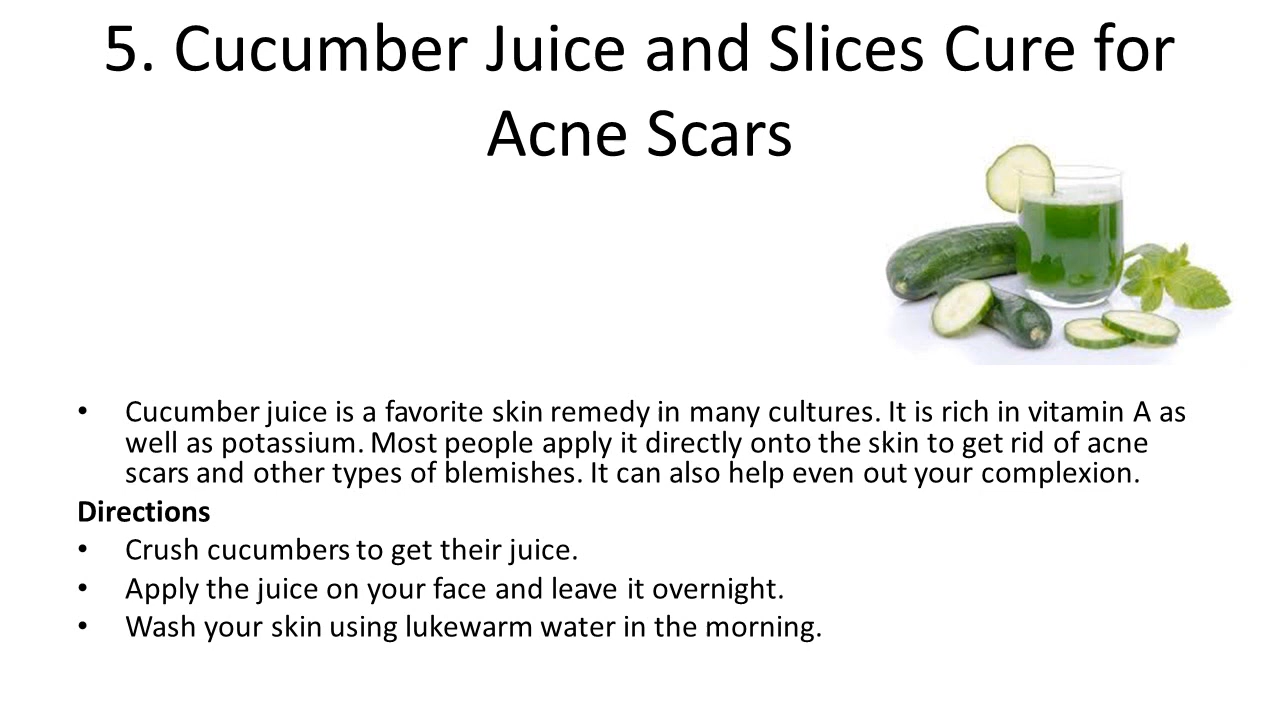 5. Cucumber Juice and Slices Cure for
Acne Scars
• Cucumber juice is a favorite skin remedy in many cultures. It is rich in vitamin A as
well as potassium. Most people apply it directly onto the skin to get rid of acne
scars and other types of blemishes. It can also help even out your complexion.
Directions
• Crush cucumbers to get their juice.
• Apply the juice on your face and leave it overnight.
• Wash your skin using lukewarm water in the morning.